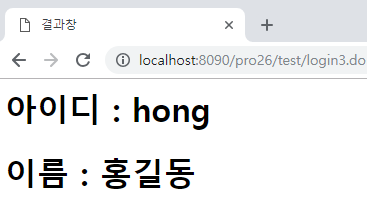 결과창
localhost:8090/pro26/test/login3.do
아이디 : hong
이름 : 홍길동